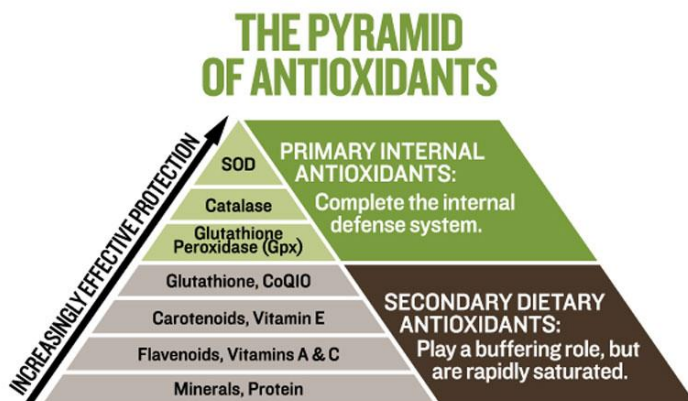 THE PYRAMID
OF ANTIOXIDANTS
INCREASINGLY EFFECTIVE PROTECTION
SOD
Catalase
Glutathione
Peroxidase (Gpx)
Glutathione, CoQ10
Carotenoids, Vitamin E
Flavenoids, Vitamins A & C
Minerals, Protein
PRIMARY INTERNAL
ANTIOXIDANTS:
Complete the internal
defense system.
SECONDARY DIETARY
ANTIOXIDANTS:
Play a buffering role, but
are rapidly saturated.